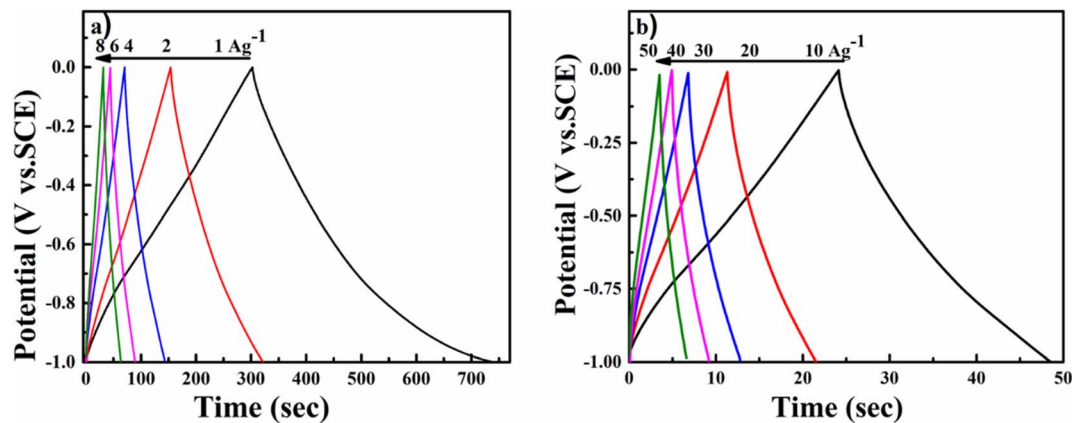 a)
8 6 4 2 1 Ag-1
0.0
-0.2
-0.4
-0.6
-0.8
-1.0
Potential (V vs.SCE)
0 100 200 300 400 500 600 700
Time (sec)
b)
50 40 30 20 10 Ag-1
0.00
-0.25
-0.50
-0.75
-1.00
Potential (V vs.SCE)
0 10 20 30 40 50
Time (sec)